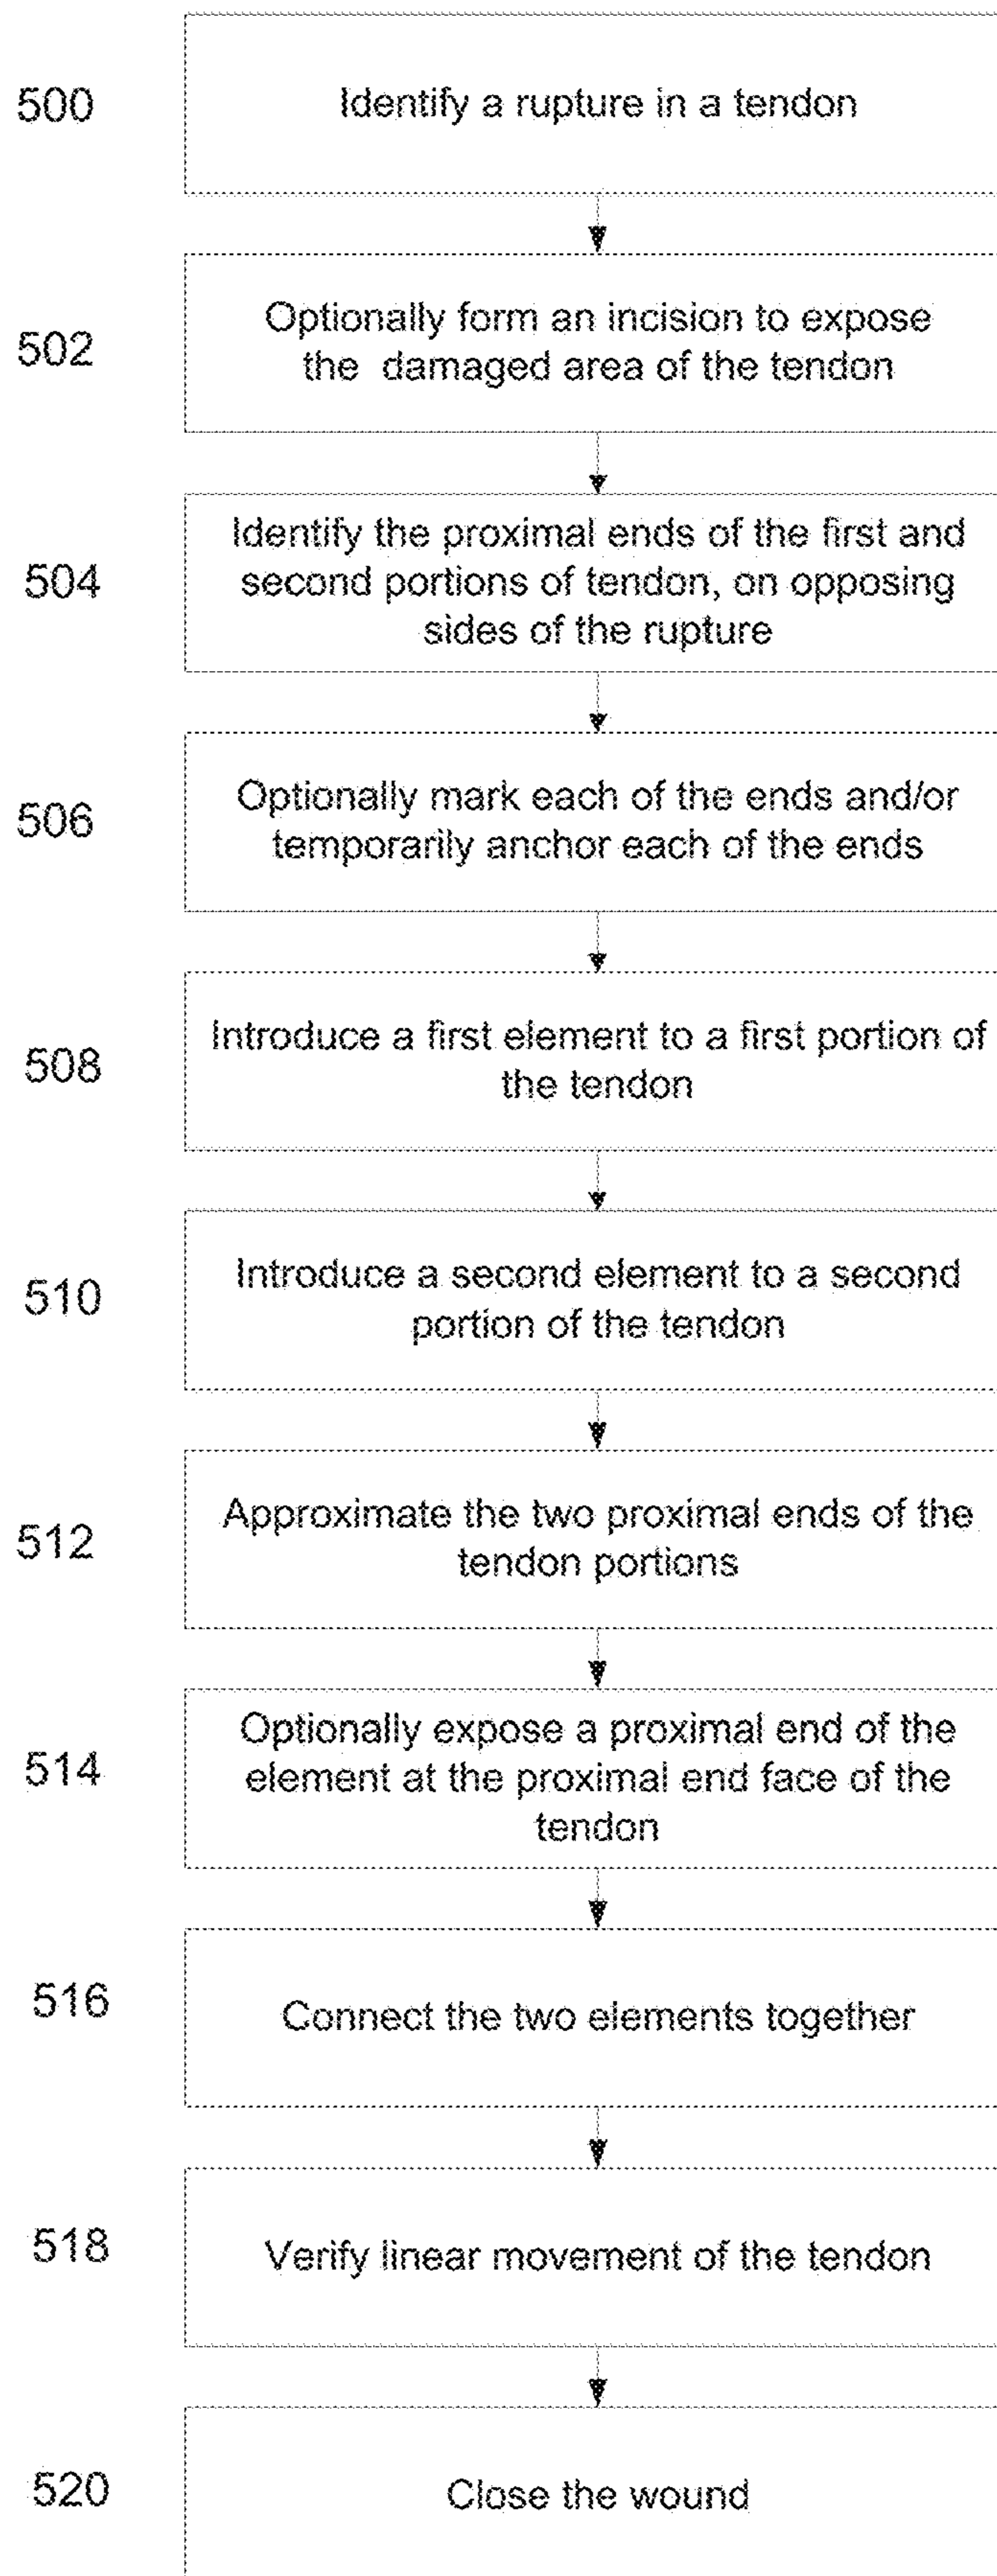 500
Identify a rupture in a tendon
502
Optionally form an incision to expose
the damaged area of the tendon
504
Identify the proximal ends of the first and
second portions of tendon, on opposing
sides of the rupture
506
Optionally mark each of the ends and/or
temporarily anchor each of the ends
508
Introduce a first element to a first portion of
the tendon
510
Introduce a second element to a second
portion of the tendon
512
Approximate the two proximal ends of the
tendon portions
514
Optionally expose a proximal end of the
element at the proximal end face of the
tendon
516
Connect the two elements together
518
Verify linear movement of the tendon
520
Close the wound